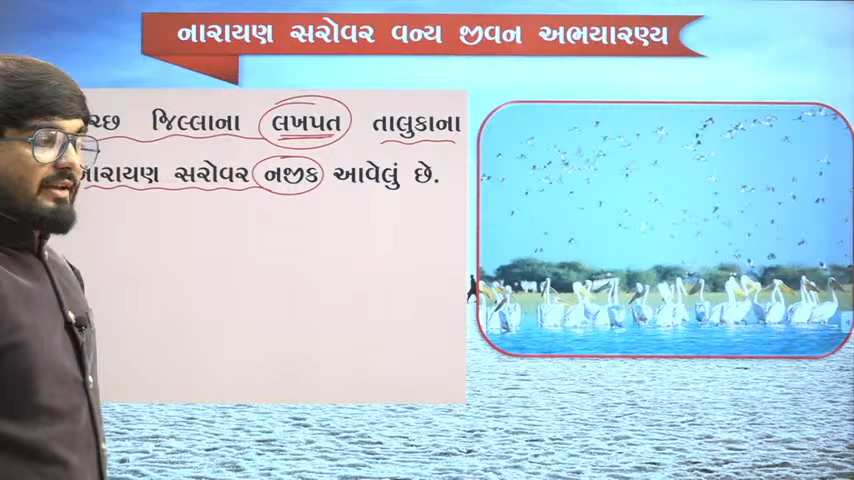 નારાયણ સરોવર વન્ય જીવન અભયારણ્ય
જિલ્લાના લખપત તાલુકાના
નારાયણ સરોવર નજીક આવેલું છે.